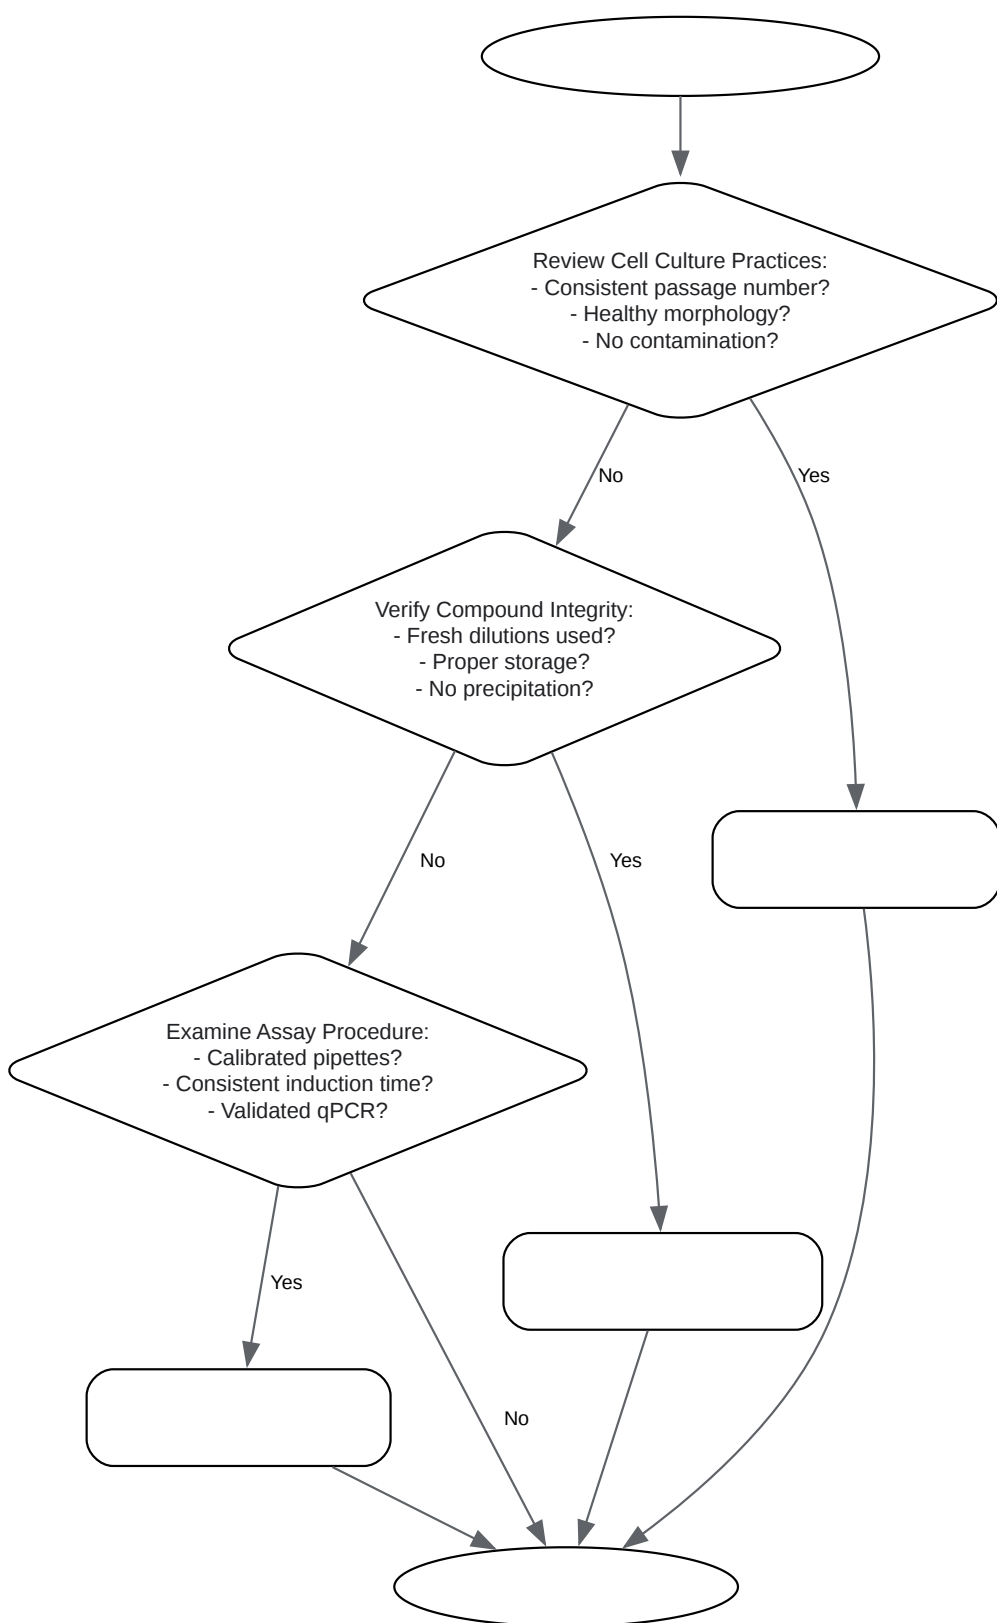 Review Cell Culture Practices:
- Consistent passage number?
- Healthy morphology?
- No contamination?
No
Yes
Verify Compound Integrity:
- Fresh dilutions used?
- Proper storage?
- No precipitation?
No
Yes
Examine Assay Procedure:
- Calibrated pipettes?
- Consistent induction time?
- Validated qPCR?
Yes
No